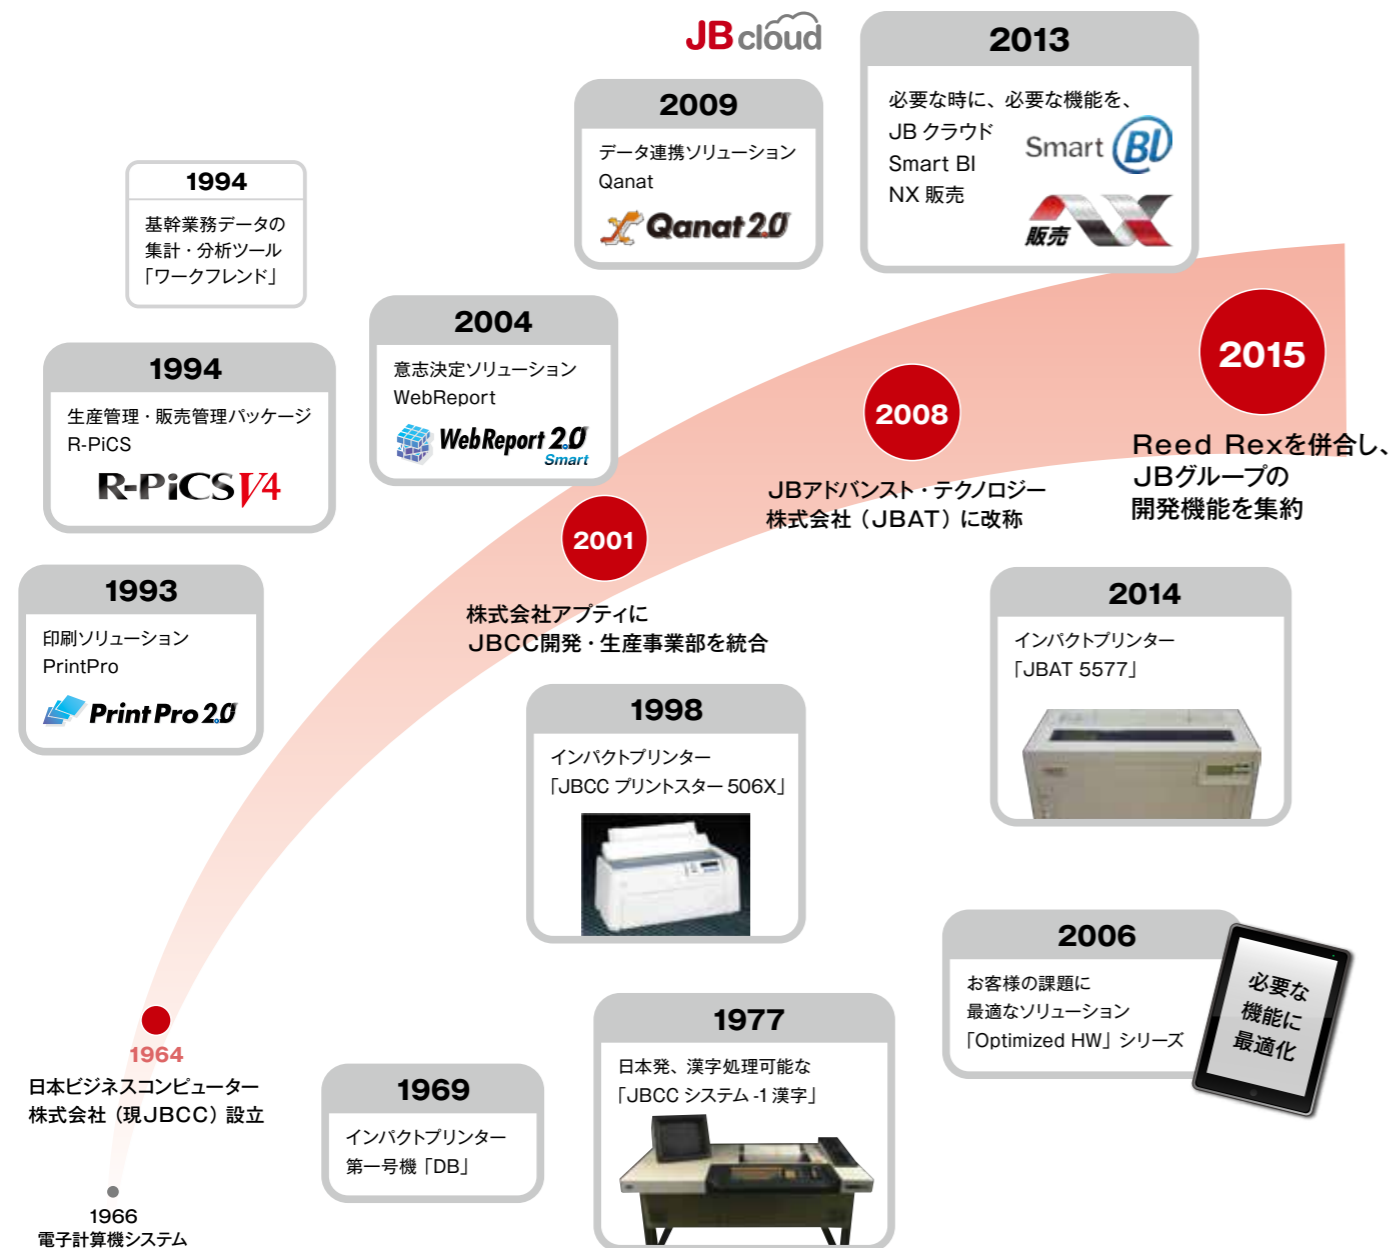 JB cloud
2013
必要な時に、必要な機能を、
JB クラウド
Smart BI
NX 販売
Smart BI
NX
販売
2009
データ連携ソリューション
Qanat
Qanat 2.0
1994
基幹業務データの
集計・分析ツール
「ワークフレンド」
2004
意志決定ソリューション
WebReport
WebReport 2.0
Smart
1994
生産管理・販売管理パッケージ
R-PiCS
R-PiCS V4
2015
Reed Rexを併合し、
JBグループの
開発機能を集約
2008
JBアドバンスト・テクノロジー
株式会社（JBAT）に改称
2001
株式会社アプティに
JBCC開発・生産事業部を統合
1993
印刷ソリューション
PrintPro
Print Pro 2.0
2014
インパクトプリンター
「JBAT 5577」
1998
インパクトプリンター
「JBCC プリントスター 506X」
2006
お客様の課題に
最適なソリューション
「Optimized HW」シリーズ
必要な
機能に
最適化
1977
日本発、漢字処理可能な
「JBCC システム -1 漢字」
1964
日本ビジネスコンピューター
株式会社（現JBCC）設立
1969
インパクトプリンター
第一号機「DB」
1966
電子計算機システム